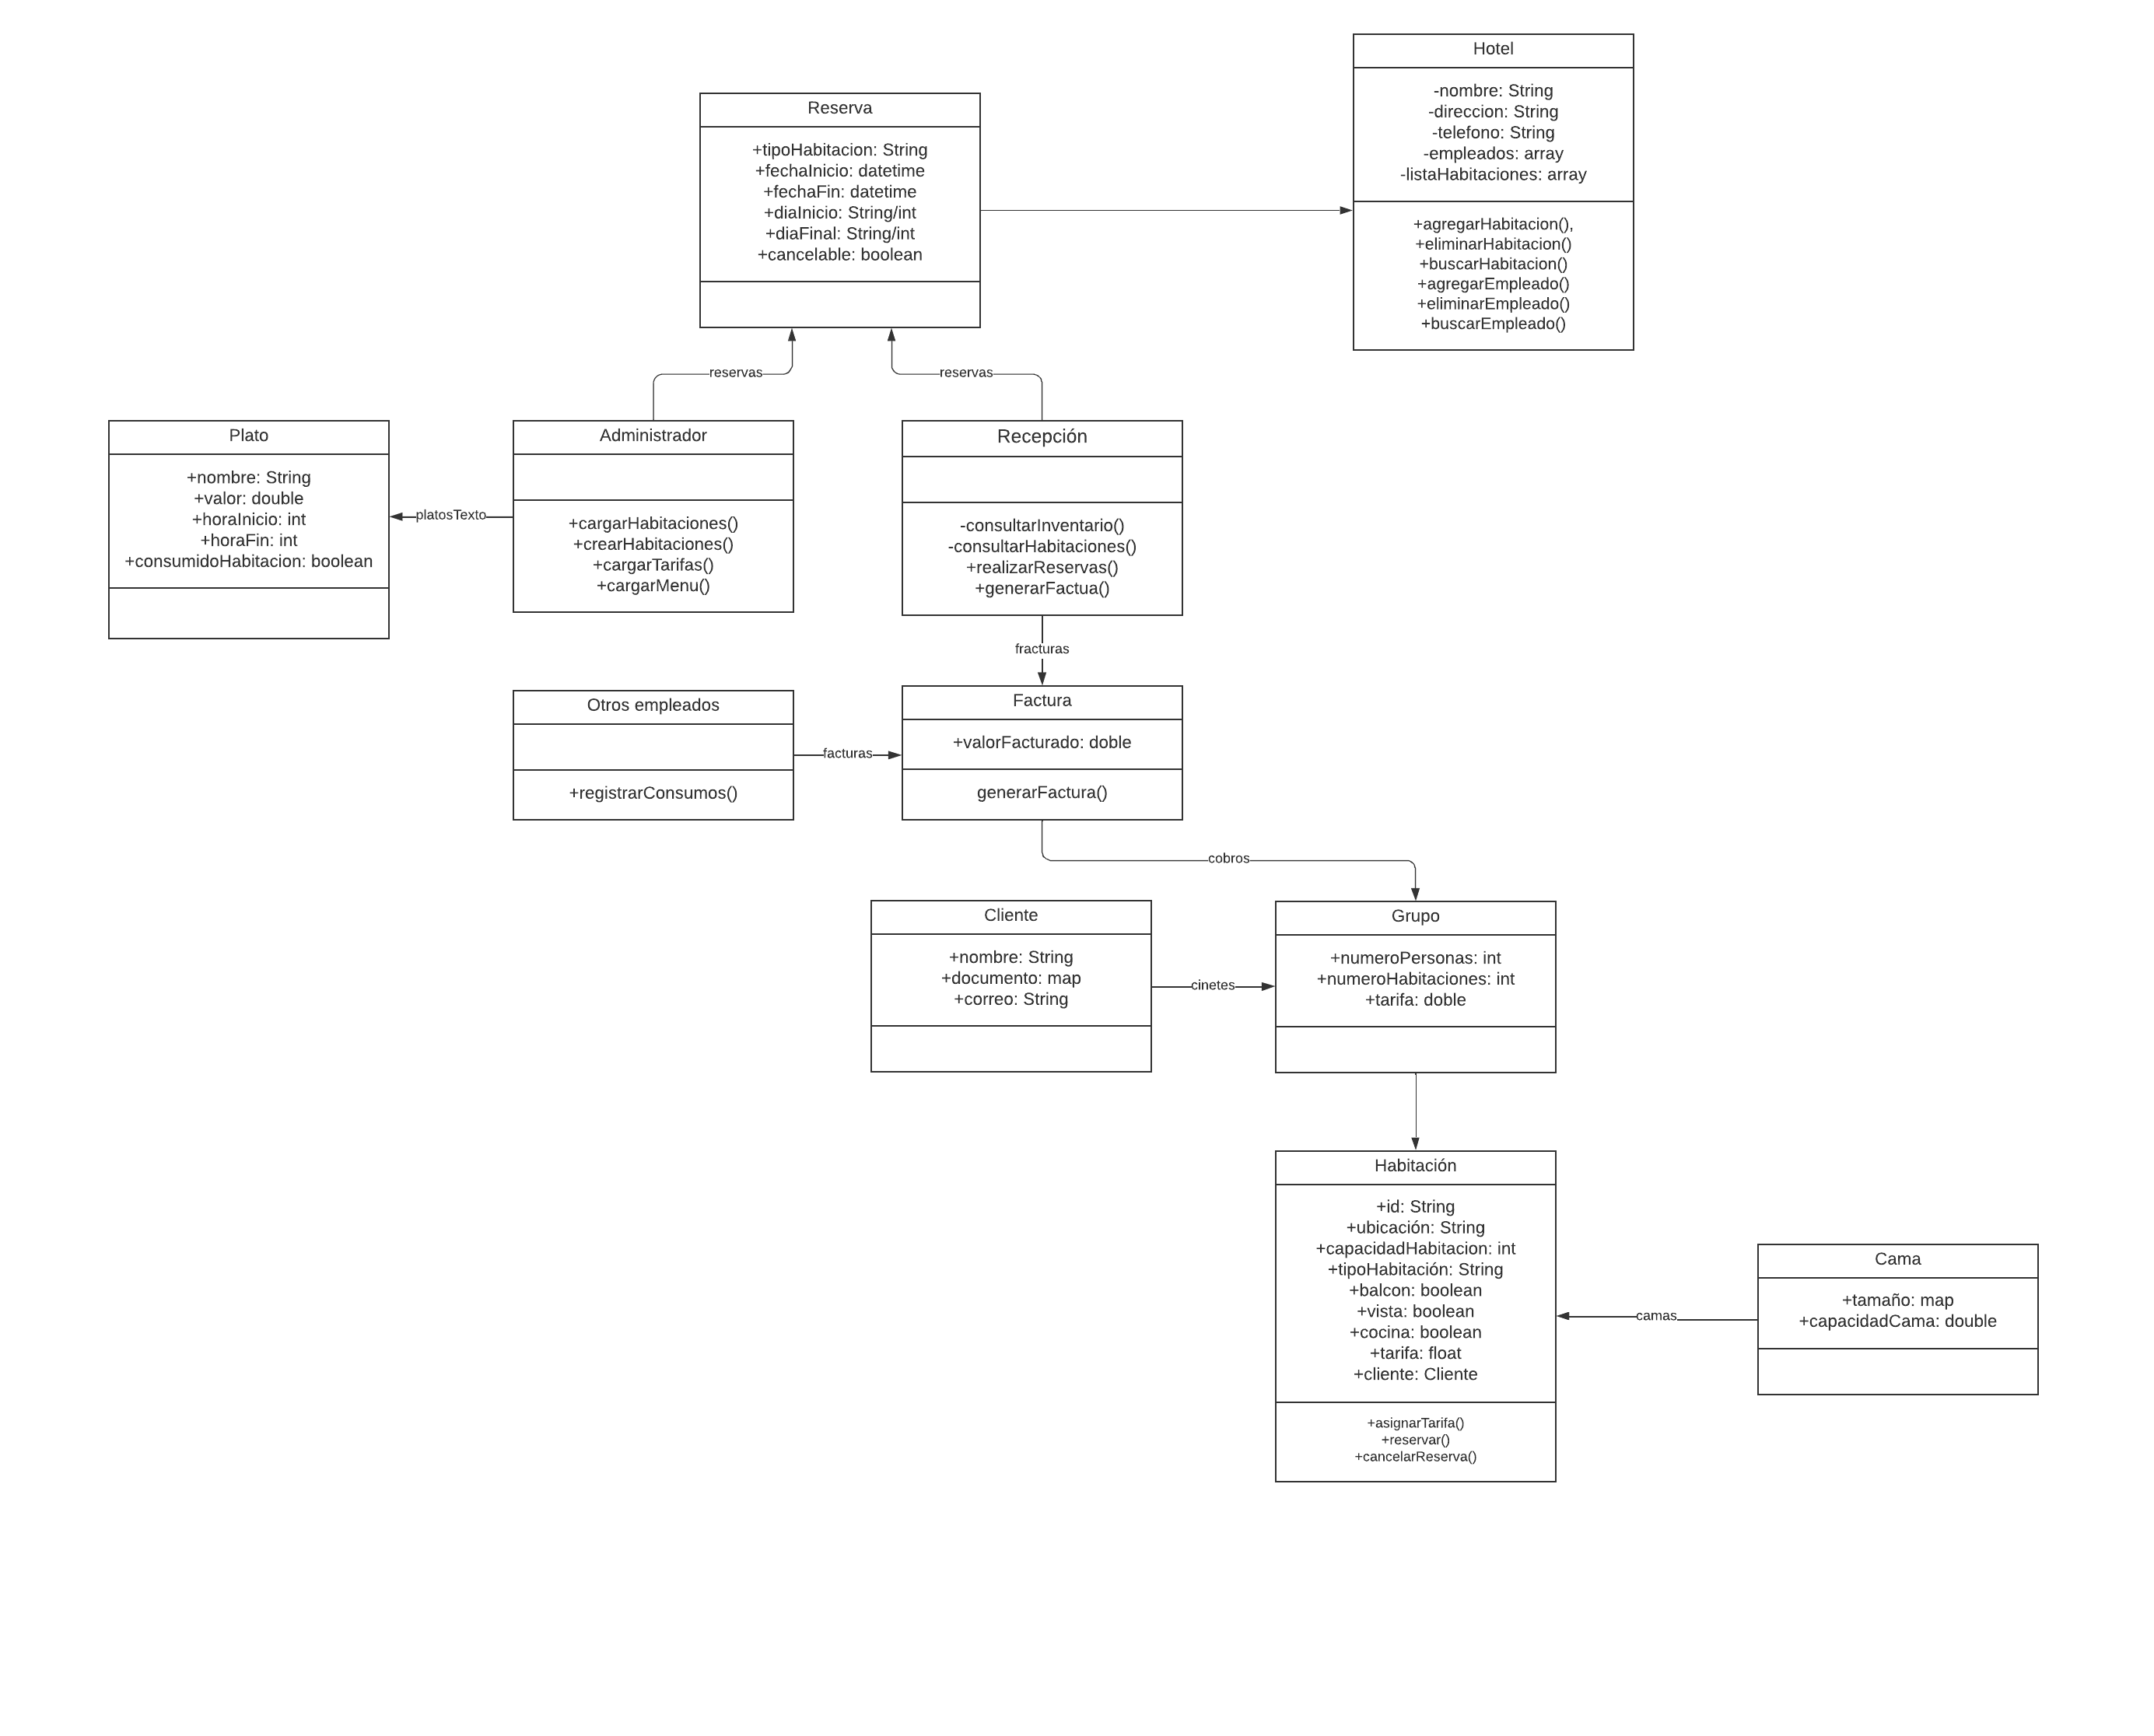 Hotel
-nombre: String
-direccion: String
-telefono: String
-empleados: array
-listaHabitaciones: array
+agregarHabitacion(),
+eliminarHabitacion()
+buscarHabitacion()
+agregarEmpleado()
+eliminarEmpleado()
+buscarEmpleado()
Reserva
+tipoHabitacion: String
+fechaInicio: datetime
+fechaFin: datetime
+diaInicio: String/int
+diaFinal: String/int
+cancelable: boolean
reservas
reservas
Plato
+nombre: String
+valor: double
+horaInicio: int
+horaFin: int
+consumidoHabitacion: boolean
platosTexto
Administrador
+cargarHabitaciones()
+crearHabitaciones()
+cargarTarifas()
+cargarMenu()
Recepción
-consultarInventario()
-consultarHabitaciones()
+realizarReservas()
+generarFactua()
fracturas
Otros empleados
+registrarConsumos()
facturas
Factura
+valorFacturado: doble
generarFactura()
cobros
Cliente
+nombre: String
+documento: map
+correo: String
cinetes
Grupo
+numeroPersonas: int
+numeroHabitaciones: int
+tarifa: doble
Habitación
+id: String
+ubicación: String
+capacidadHabitacion: int
+tipoHabitación: String
+balcon: boolean
+vista: boolean
+cocina: boolean
+tarifa: float
+cliente: Cliente
+asignarTarifa()
+reservar()
+cancelarReserva()
camas
Cama
+tamaño: map
+capacidadCama: double